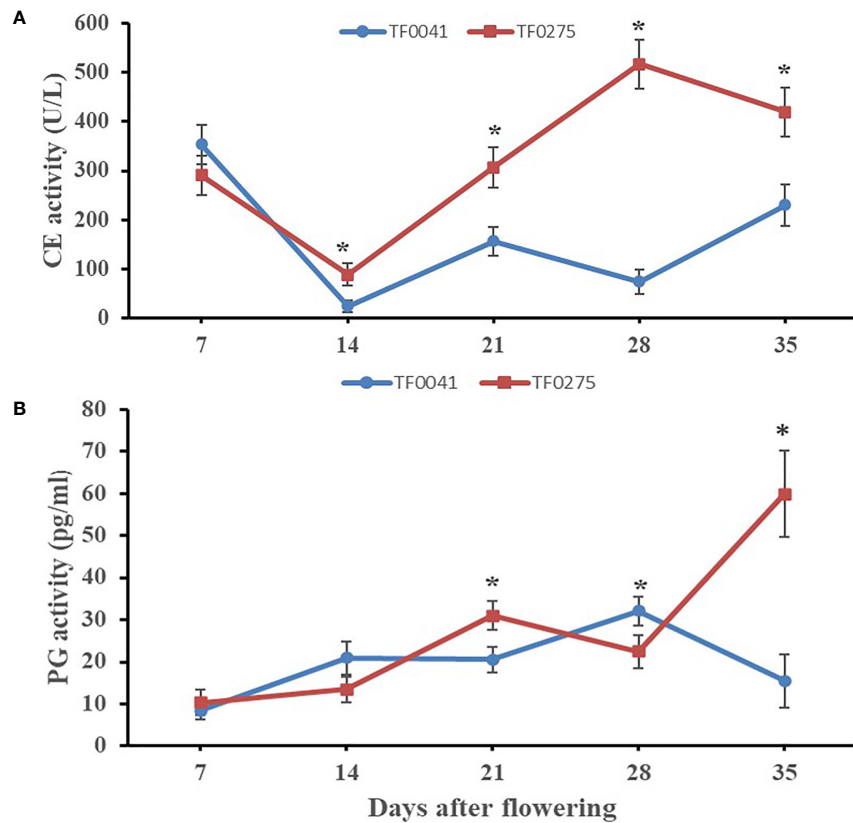 A
TF0041 TF0275
CE activity (U/L)
600
500
400
300
200
100
0
* * * *
7 14 21 28 35
B
TF0041 TF0275
PG activity (pg/ml)
80
70
60
50
40
30
20
10
0
* * *
7 14 21 28 35
Days after flowering